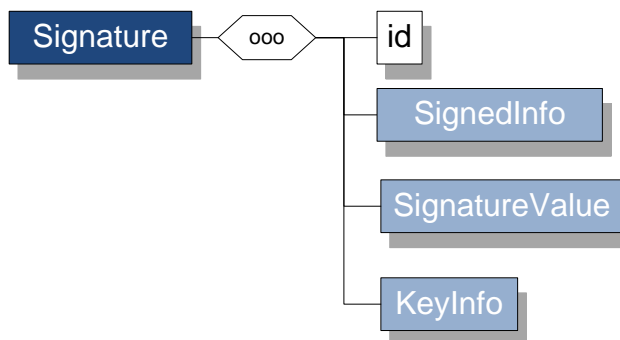 Signature
ooo
id
SignedInfo
SignatureValue
KeyInfo